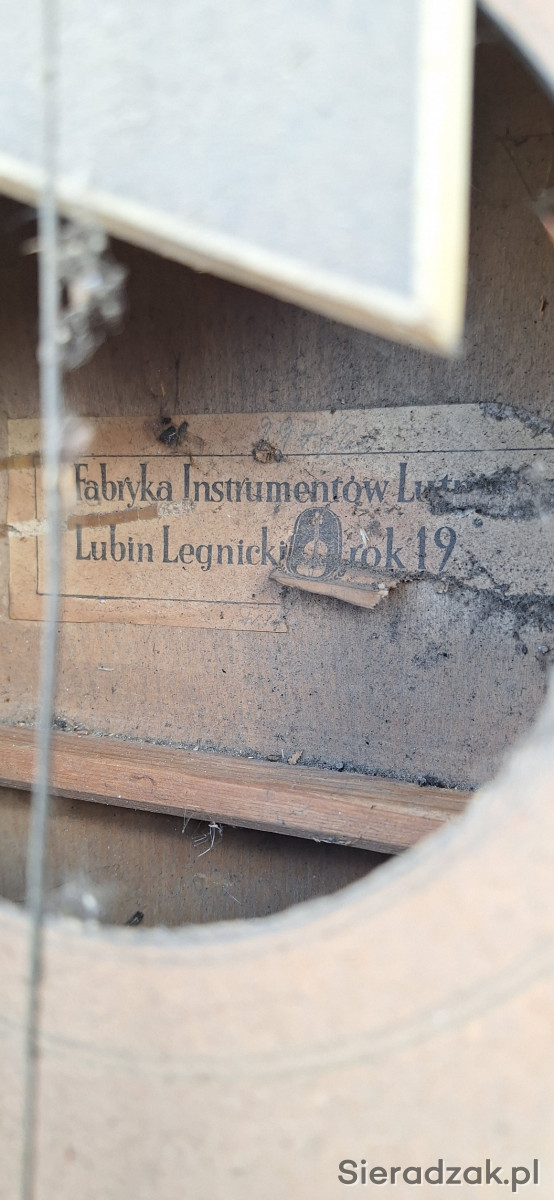 Fabryka Instrumentów
Lubin Legnicki rok 19
Sieradzak.pl